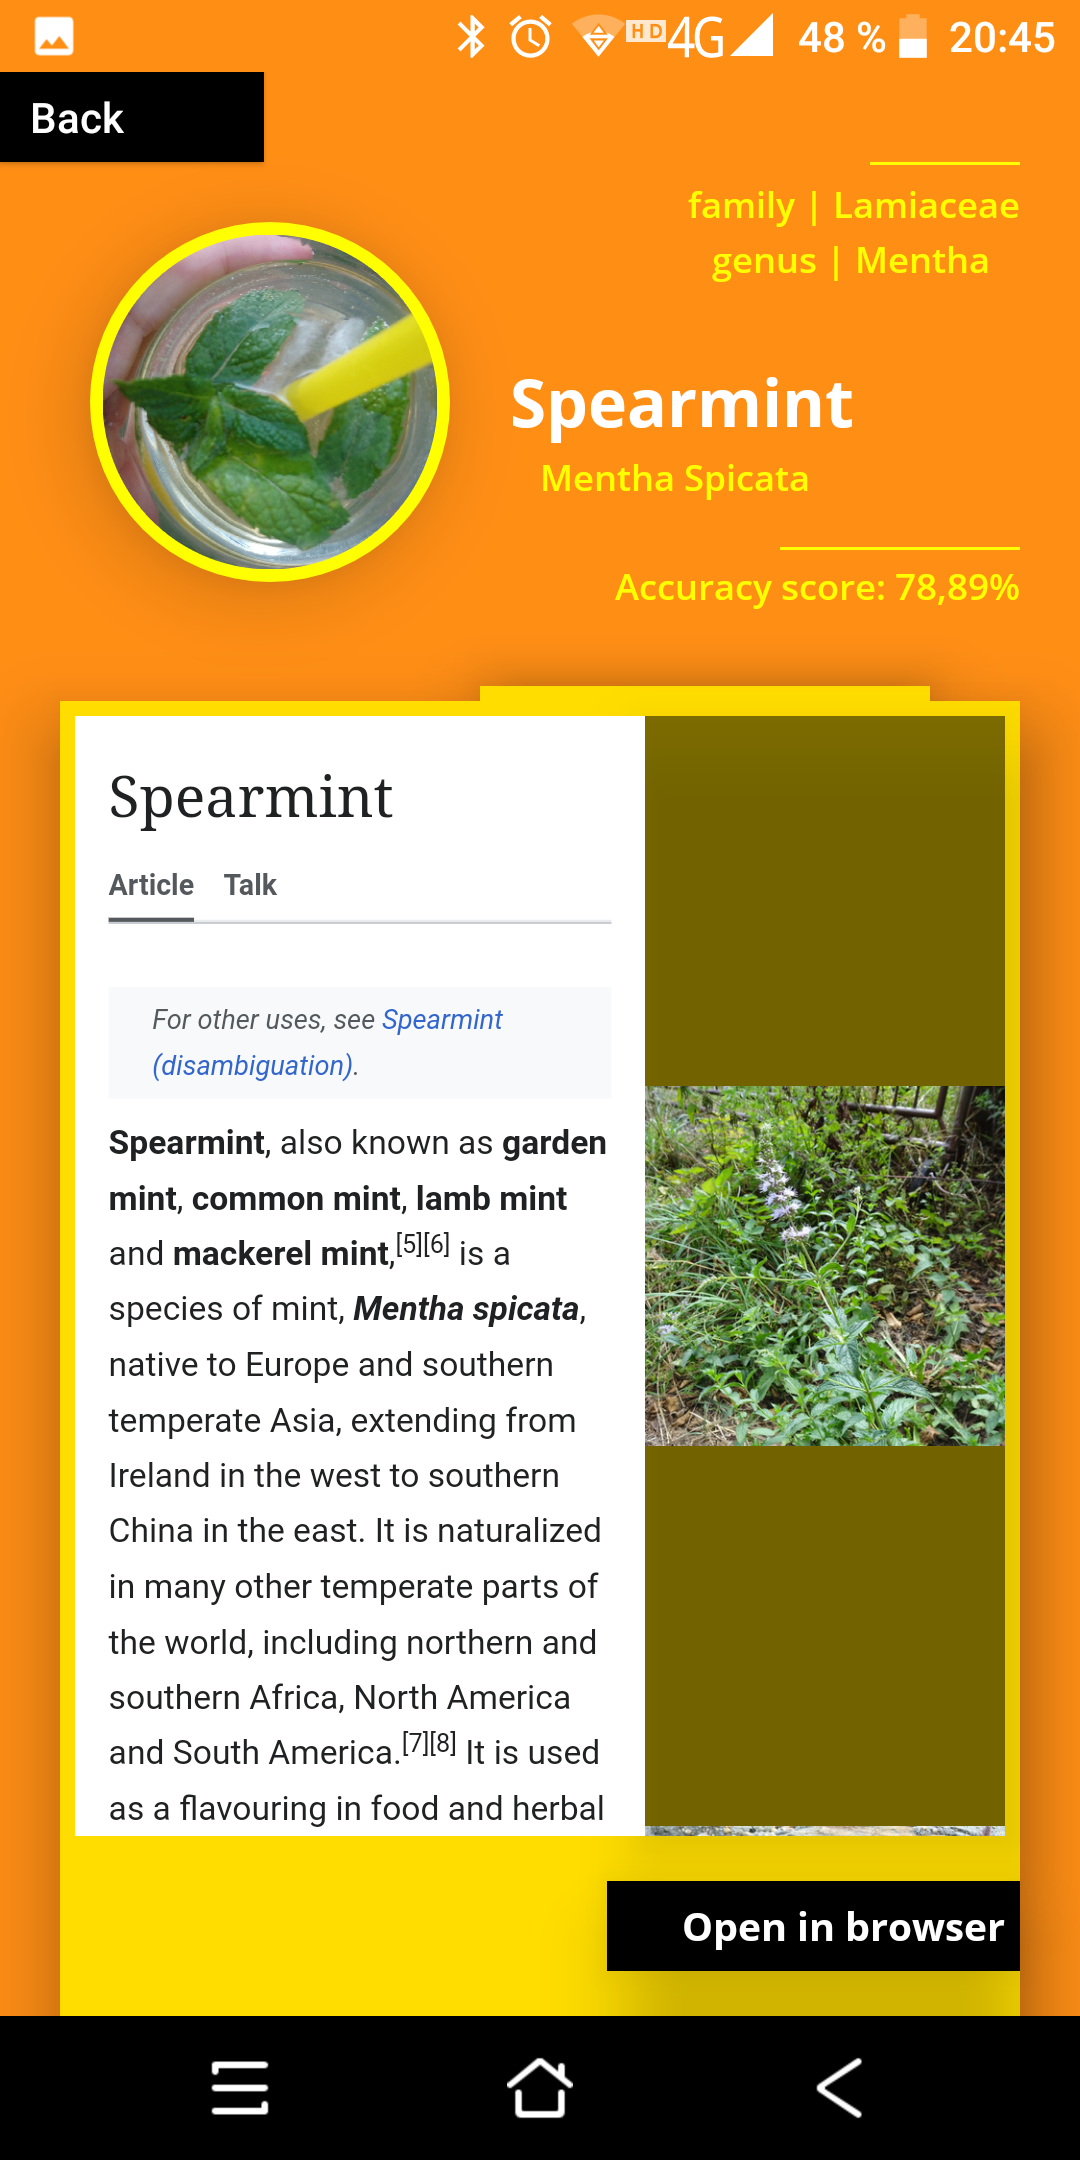 HD 4G 48 % 20:45
Back
family | Lamiaceae
genus | Mentha
Spearmint
Mentha Spicata
Accuracy score: 78,89%
Spearmint
Article Talk
For other uses, see Spearmint
(disambiguation).
Spearmint, also known as garden
mint, common mint, lamb mint
and mackerel mint,[5][6] is a
species of mint, Mentha spicata,
native to Europe and southern
temperate Asia, extending from
Ireland in the west to southern
China in the east. It is naturalized
in many other temperate parts of
the world, including northern and
southern Africa, North America
and South America.[7][8] It is used
as a flavouring in food and herbal
Open in browser